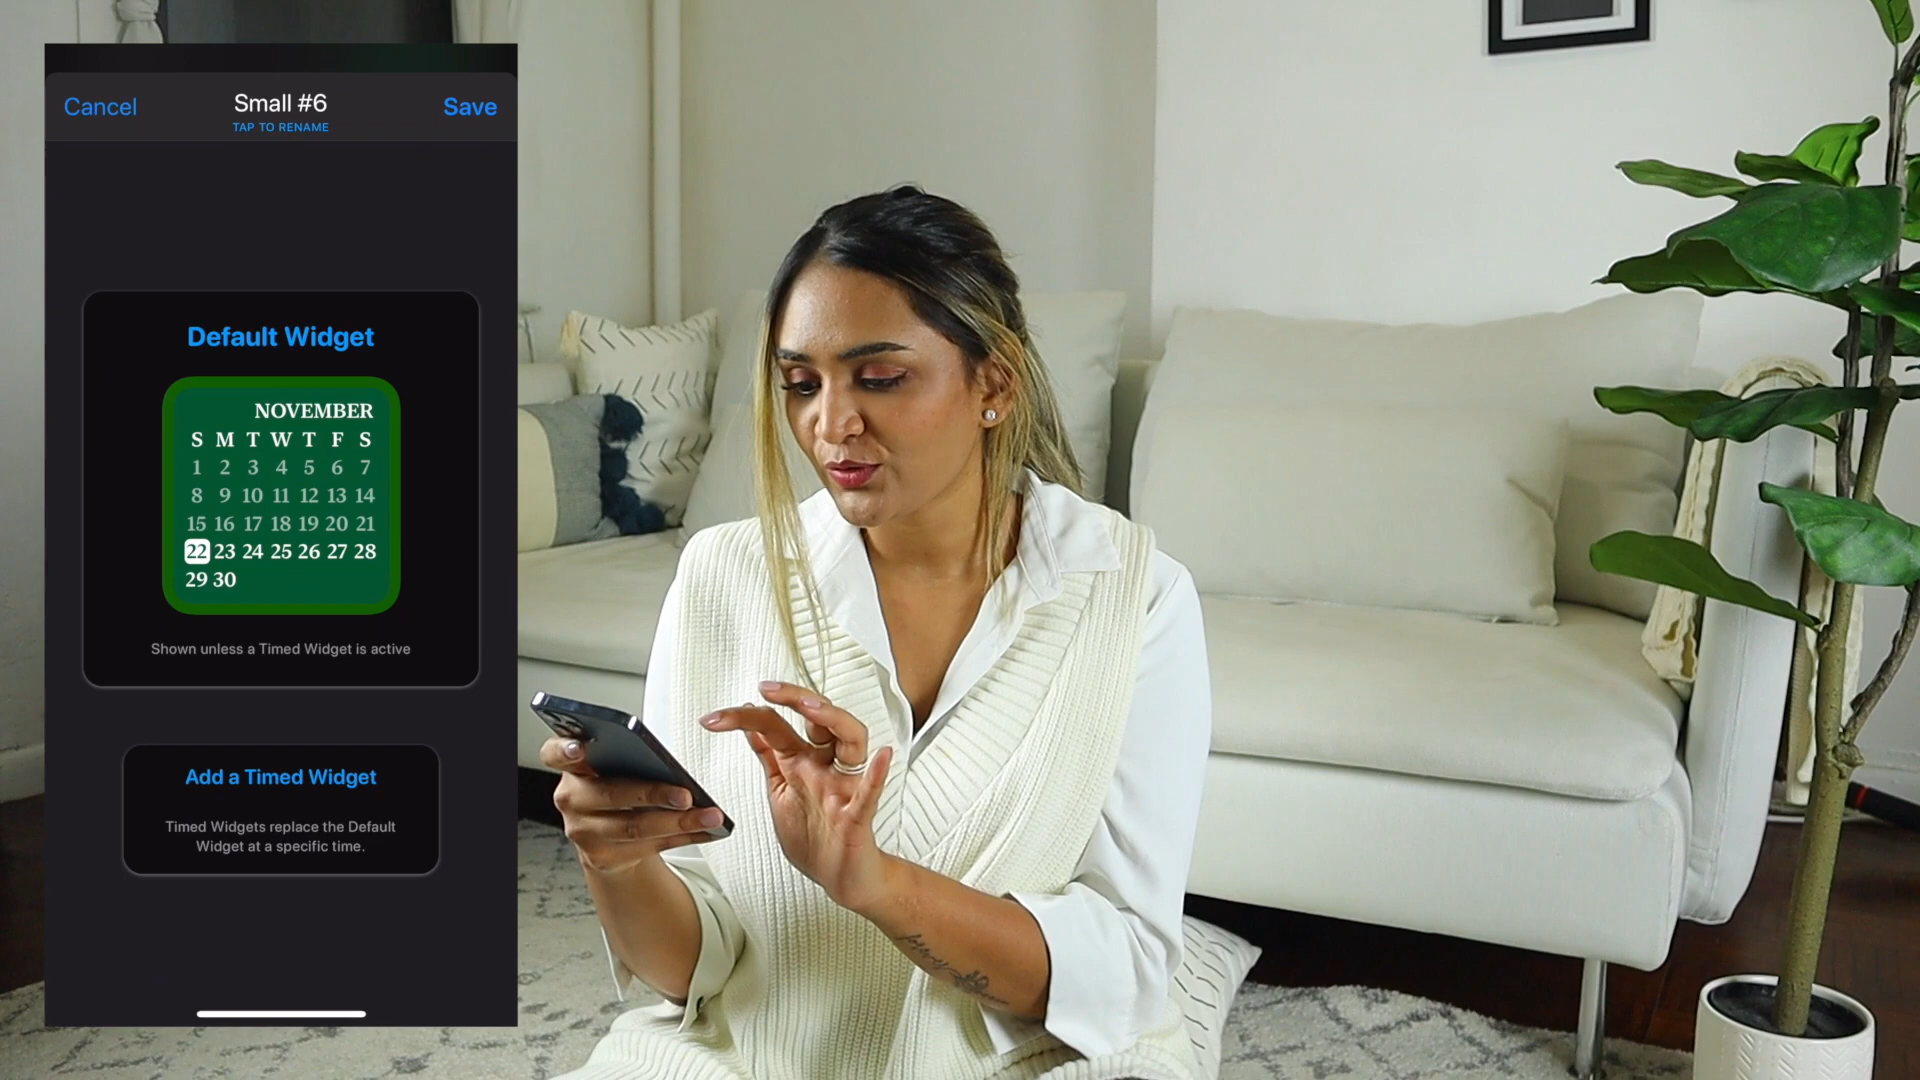 Cancel
Small #6
Save
TAP TO RENAME
Default Widget
NOVEMBER
S M T W T F S
1 2 3 4 5 6 7
8 9 10 11 12 13 14
15 16 17 18 19 20 21
22 23 24 25 26 27 28
29 30
Shown unless a Timed Widget is active
Add a Timed Widget
Timed Widgets replace the Default
Widget at a specific time.